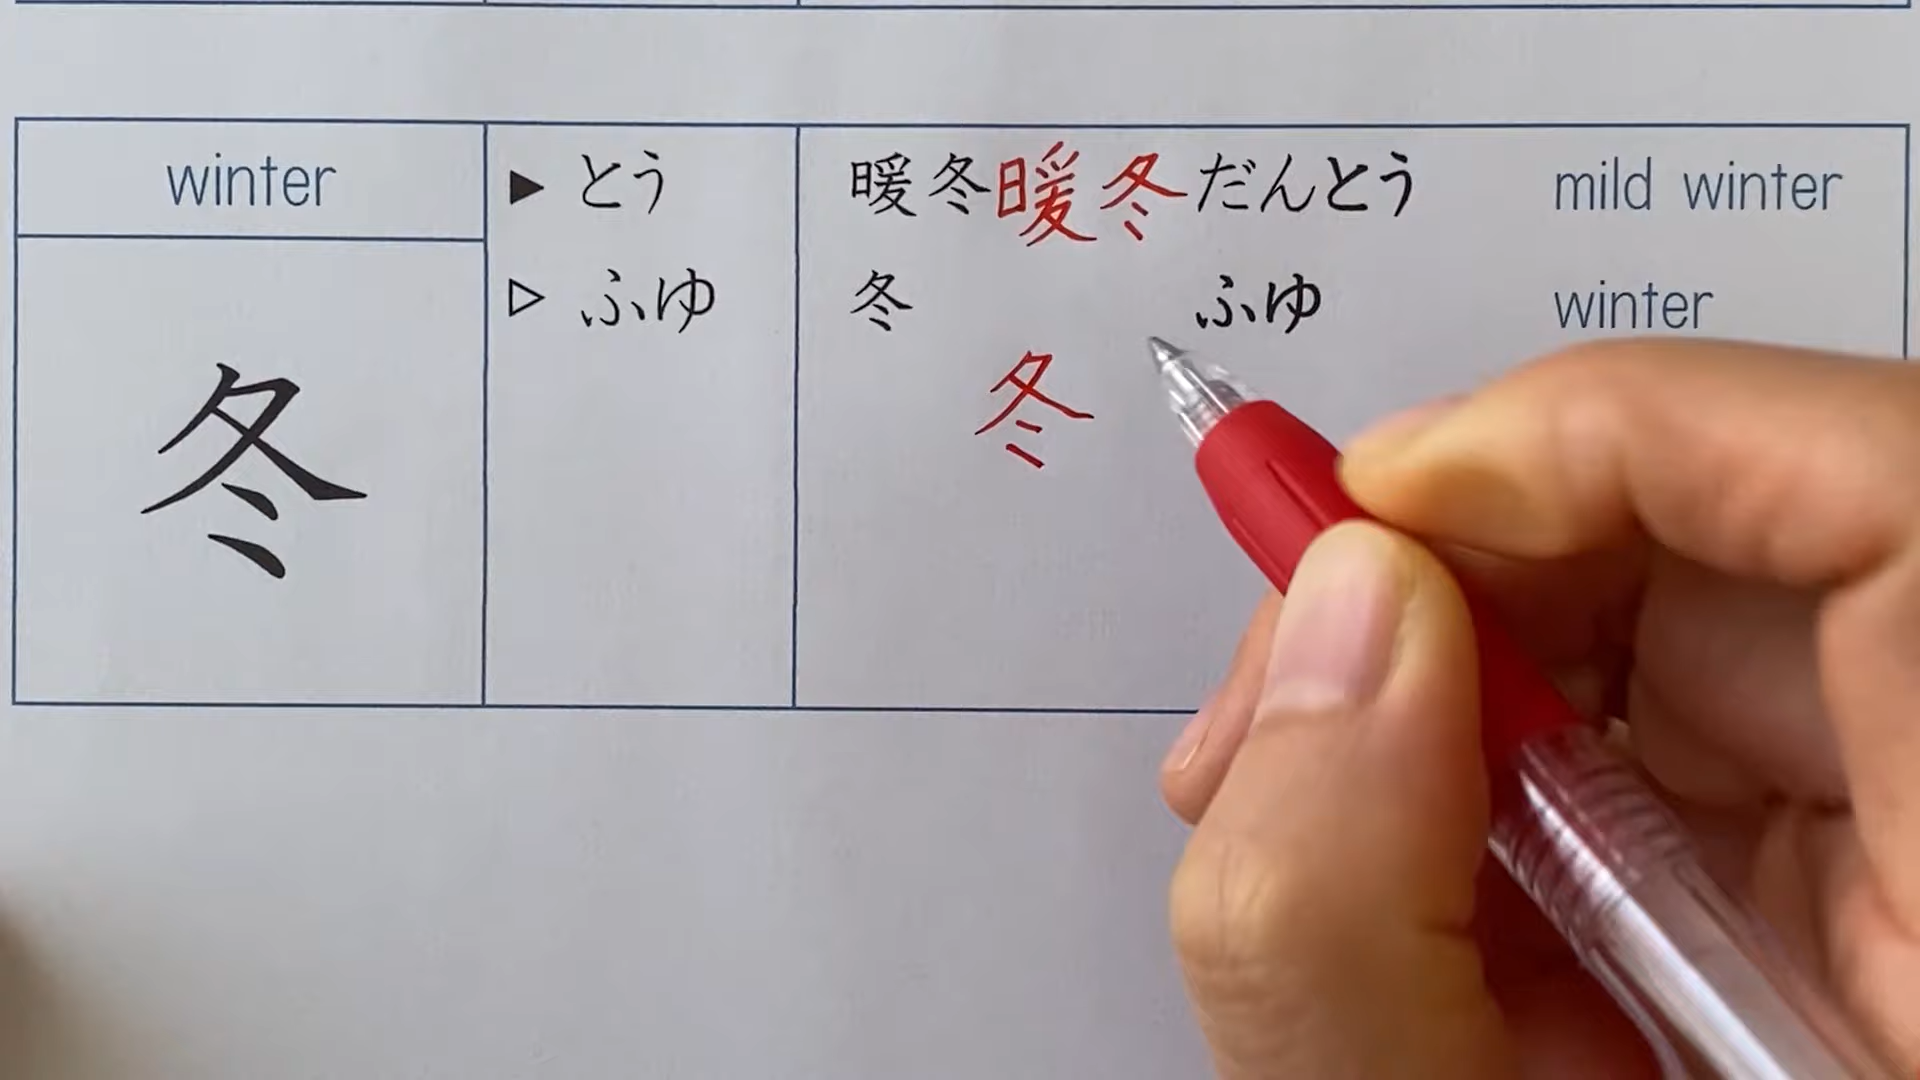 winter
冬
▶ とう
▷ ふゆ
暖冬 暖冬 だんとう mild winter
冬 ふゆ winter
冬